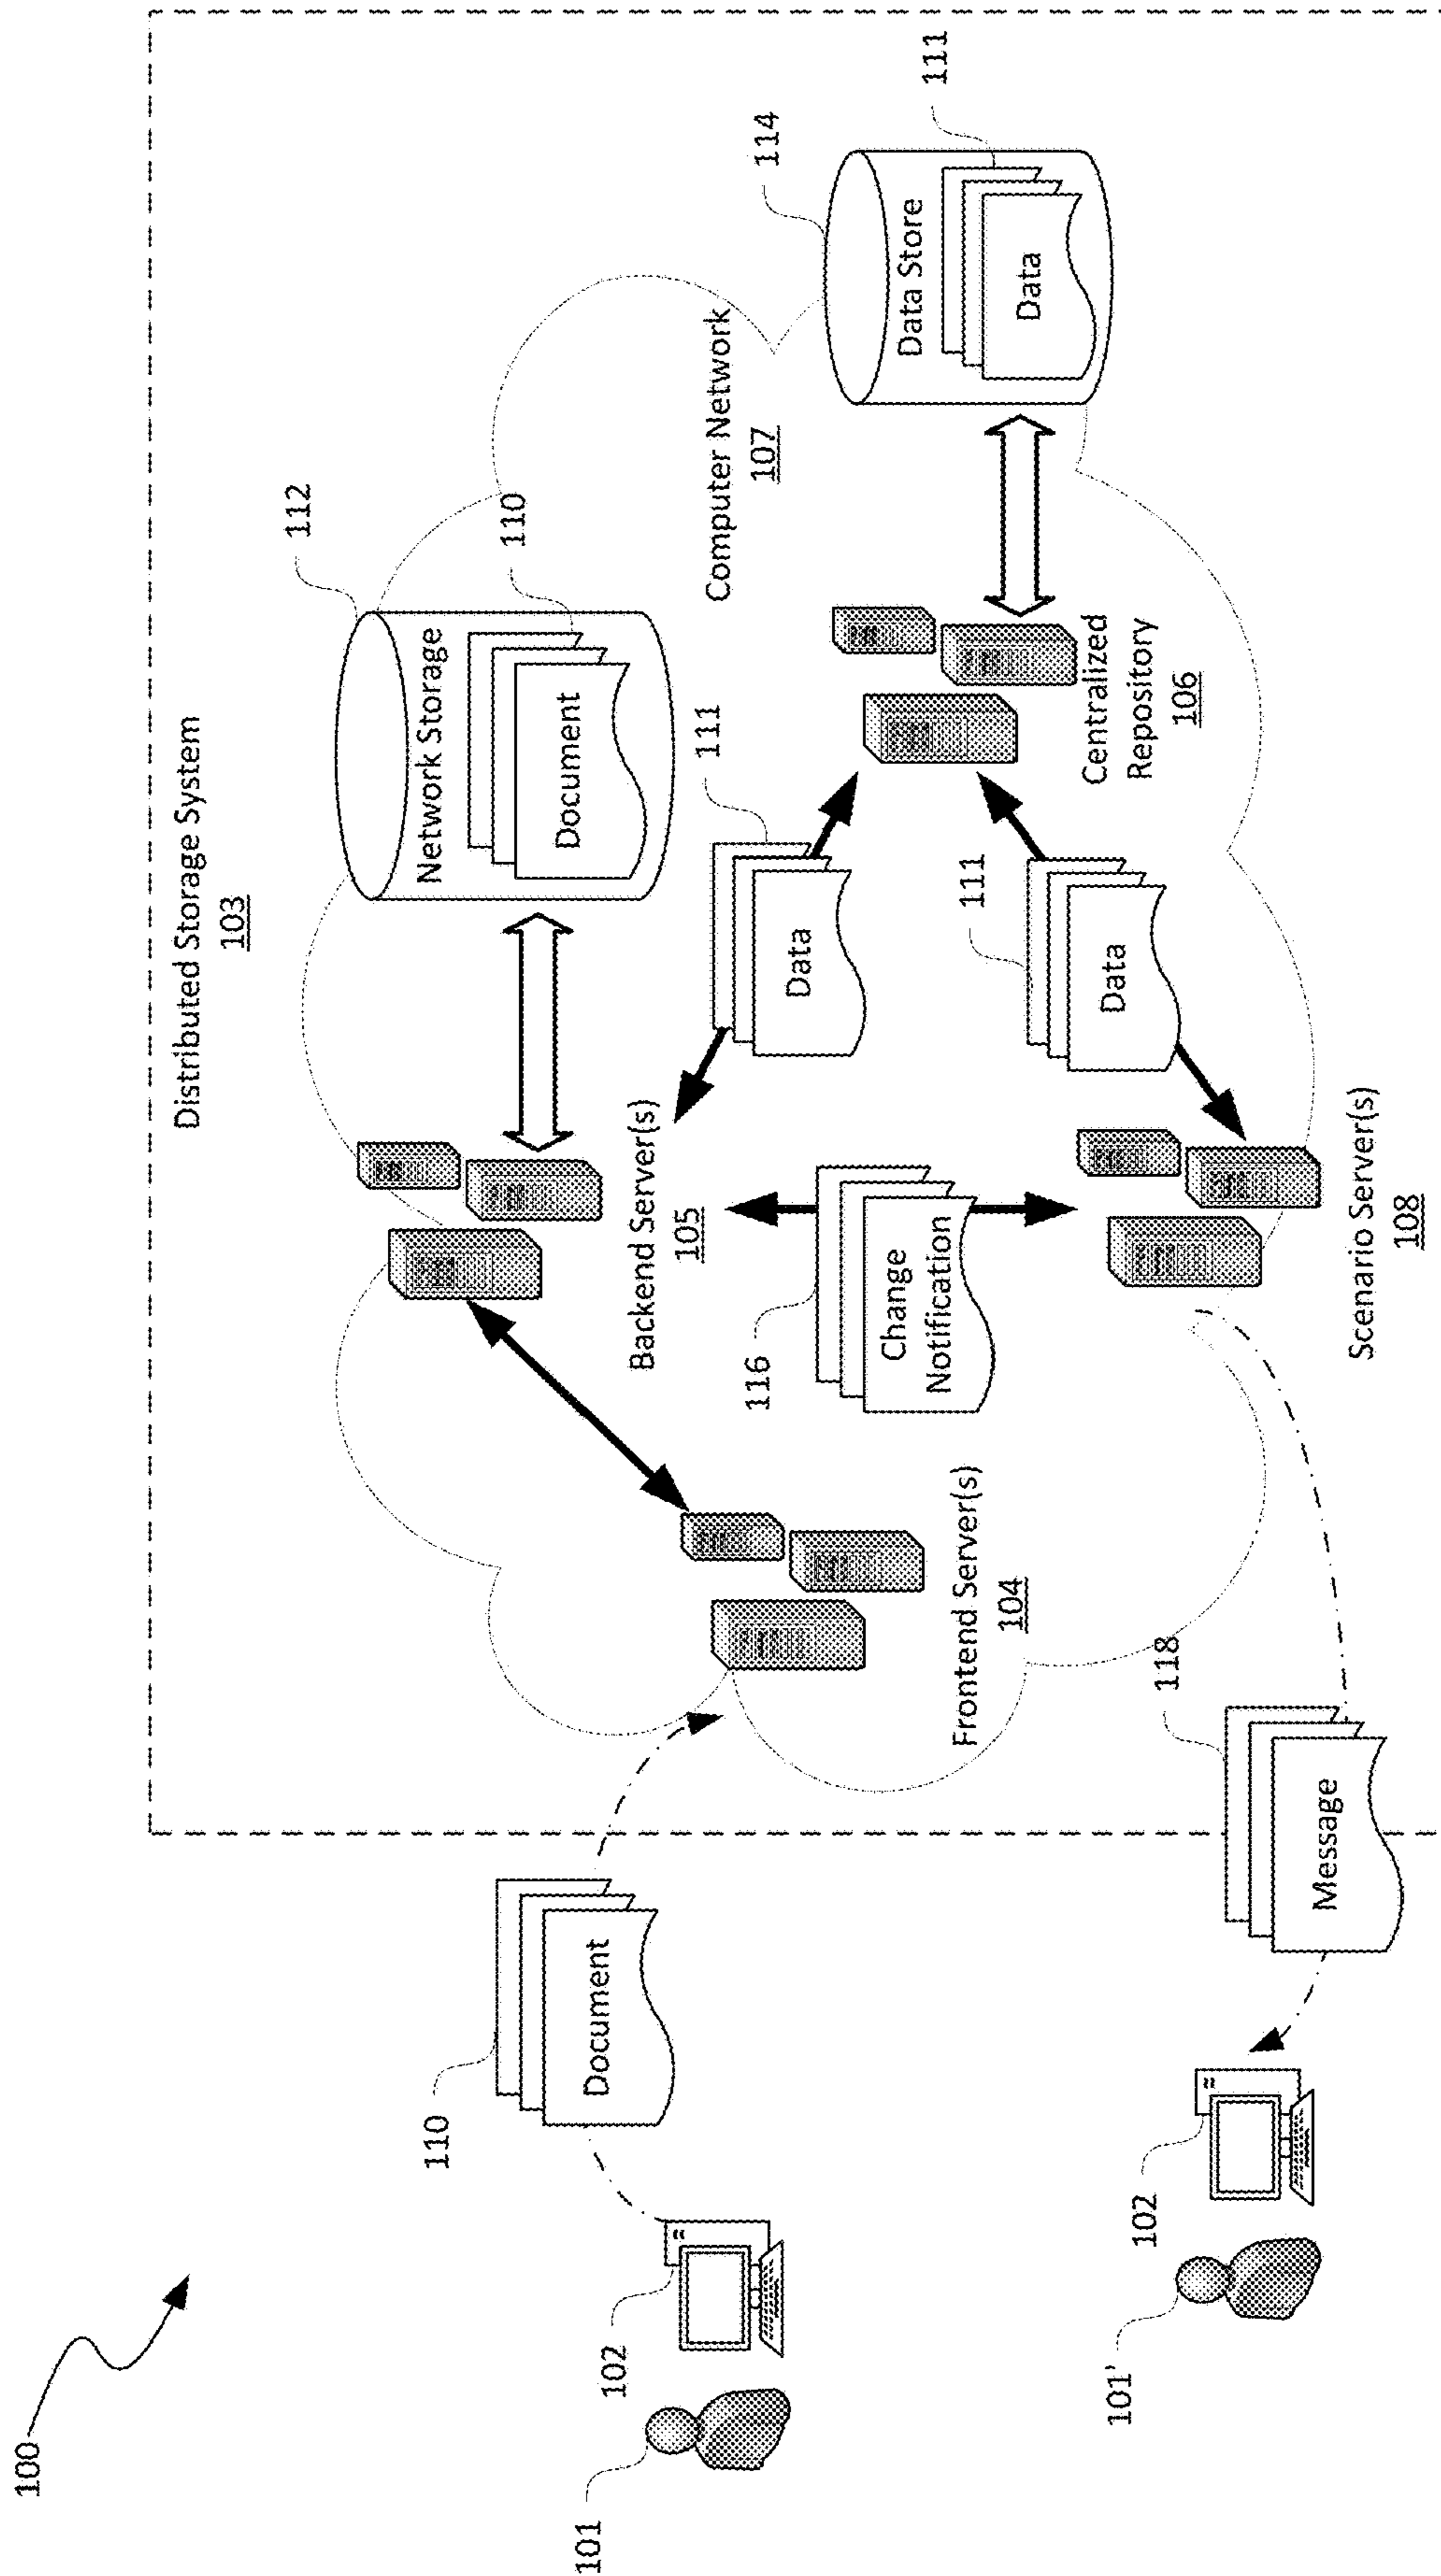 100
Distributed Storage System
103
112
Network Storage
110
Document
110
Document
101
102
Backend Server(s)
105
111
Data
Computer Network
107
114
Data Store
111
Data
116
Change
Notification
Frontend Server(s)
104
111
Data
Centralized
Repository
106
118
Message
101'
102
Scenario Server(s)
108